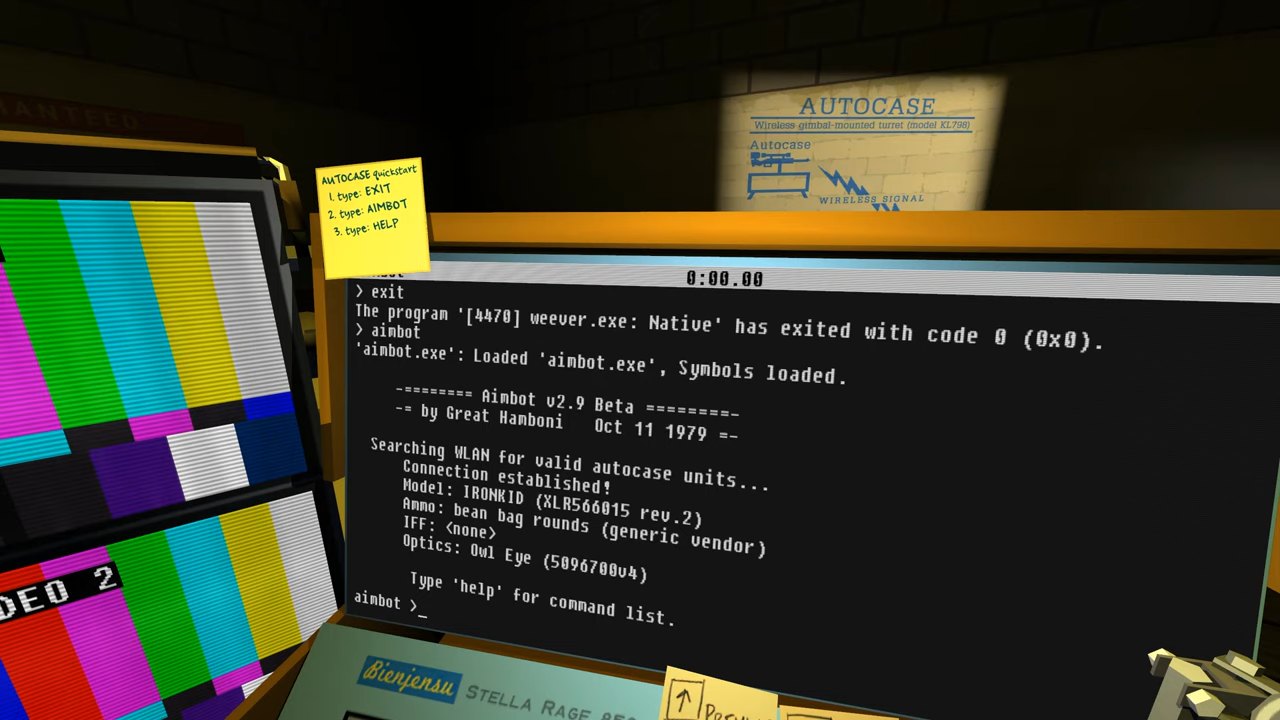 ANTEED
AUTOCASE
Wireless gimbal-mounted turret (model KL798)
Autocase
WIRELESS SIGNAL
AUTOCASE quickstart
1. type: EXIT
2. type: AIMBOT
3. type: HELP
0:00.00
> exit
The program '[4470] weever.exe: Native' has exited with code 0 (0x0).
> aimbot
'aimbot.exe': Loaded 'aimbot.exe', Symbols loaded.
-======== Aimbot v2.9 Beta ========-
-= by Great Hamboni Oct 11 1979 =-
Searching WLAN for valid autocase units...
Connection established!
Model: IRONKID (XLR566015 rev.2)
Ammo: bean bag rounds (generic vendor)
IFF: <none>
Optics: Owl Eye (5096700v4)
Type 'help' for command list.
aimbot >_
DEO 2
Bienjensu
STELLA RAGE